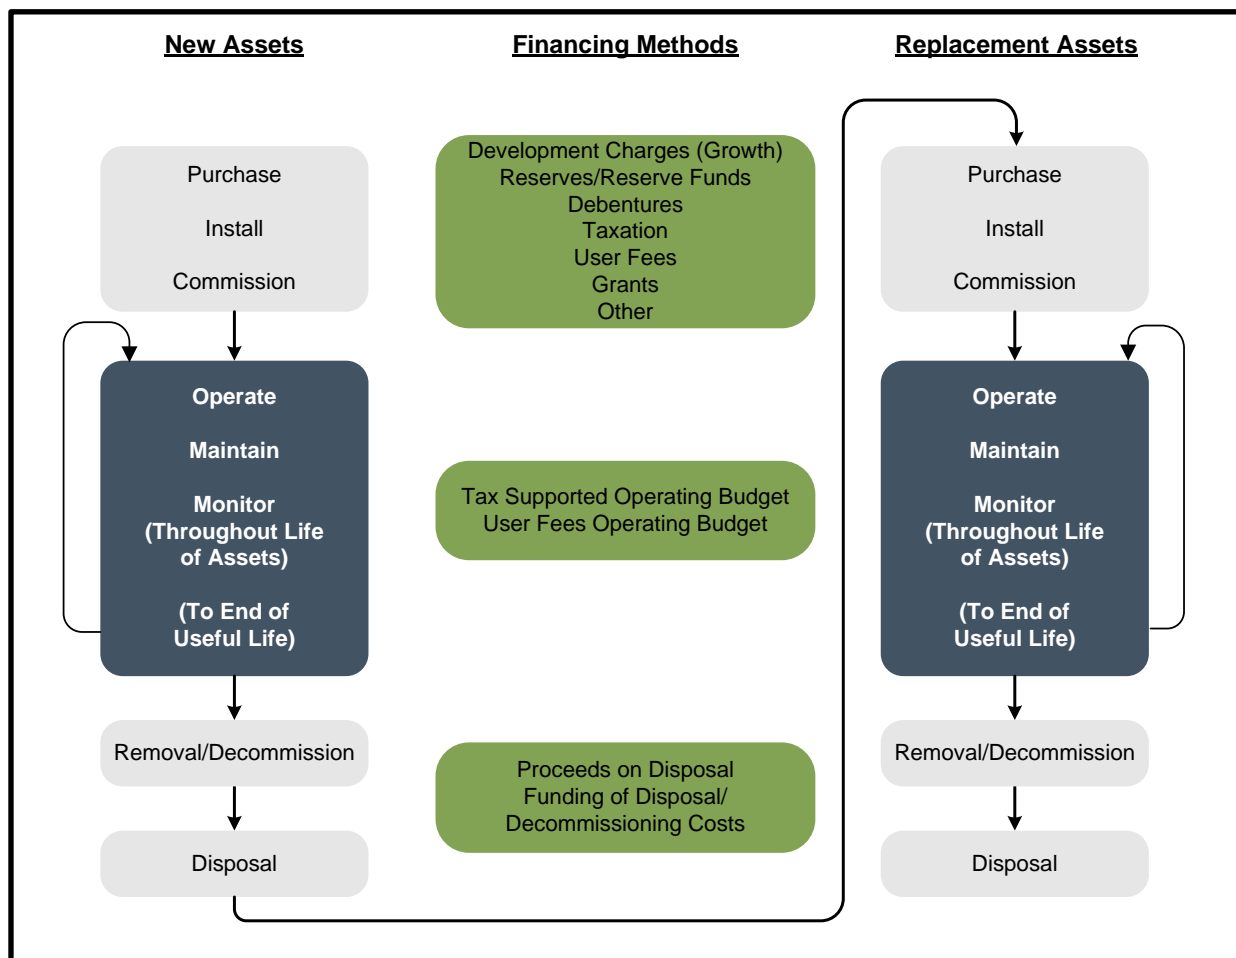 New Assets
Purchase
Install
Commission
Operate
Maintain
Monitor
(Throughout Life
of Assets)
(To End of
Useful Life)
Removal/Decommission
Disposal
Financing Methods
Development Charges (Growth)
Reserves/Reserve Funds
Debentures
Taxation
User Fees
Grants
Other
Tax Supported Operating Budget
User Fees Operating Budget
Proceeds on Disposal
Funding of Disposal/
Decommissioning Costs
Replacement Assets
Purchase
Install
Commission
Operate
Maintain
Monitor
(Throughout Life
of Assets)
(To End of
Useful Life)
Removal/Decommission
Disposal